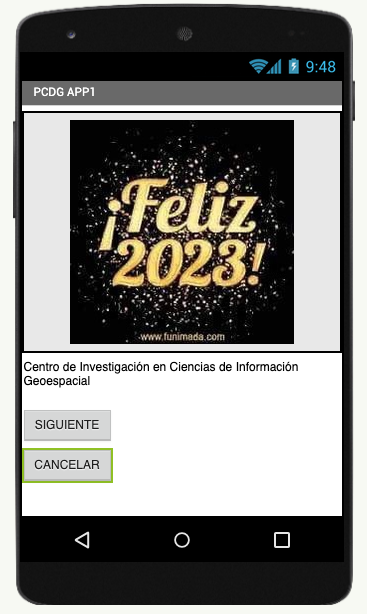 9:48
PCDG APP1
¡Feliz
2023!
www.funimada.com
Centro de Investigación en Ciencias de Información
Geoespacial
SIGUIENTE
CANCELAR